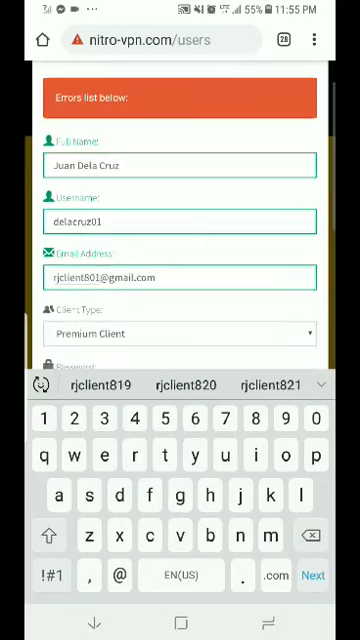 LTE 55% 11:55 PM
nitro-vpn.com/users
28
Errors list below:
Full Name:
Juan Dela Cruz
Username:
delacruz01
Email Address:
rjclient801@gmail.com
Client Type:
Premium Client
Password:
rjclient819 rjclient820 rjclient821
1 2 3 4 5 6 7 8 9 0
q w e r t y u i o p
a s d f g h j k l
z x c v b n m
!#1 , @ EN(US) . .com Next